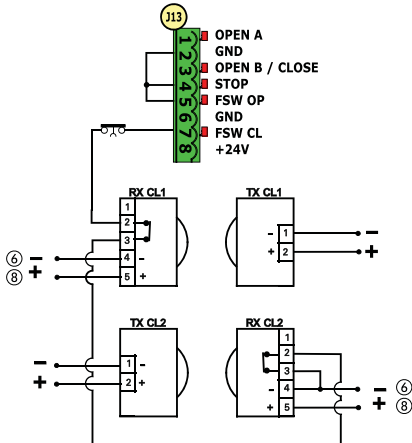 J13
1 OPEN A
2 GND
3 OPEN B / CLOSE
4 STOP
5 FSW OP
6 GND
7 FSW CL
8 +24V
RX CL1
1
2
3
4 -
5 +
⑥ -
⑧ +
TX CL1
- 1 -
+ 2 +
TX CL2
- 1 -
+ 2 +
RX CL2
1
2
3
- 4 - ⑥
+ 5 + ⑧